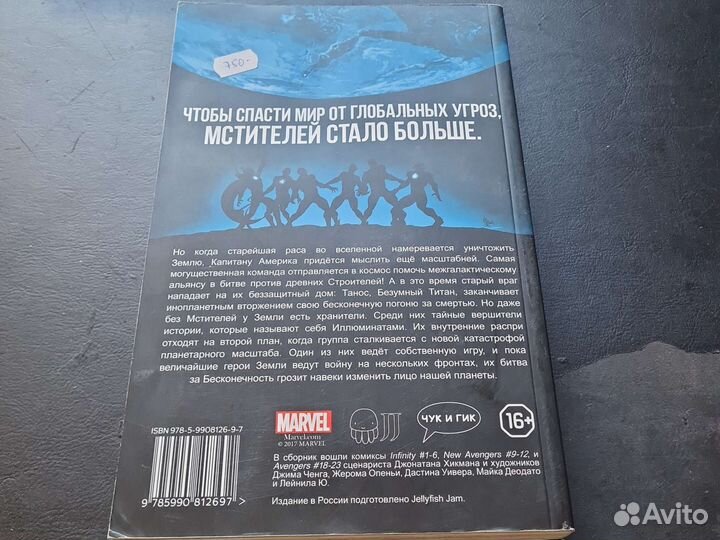 750-
ЧТОБЫ СПАСТИ МИР ОТ ГЛОБАЛЬНЫХ УГРОЗ,
МСТИТЕЛЕЙ СТАЛО БОЛЬШЕ.
Но когда старейшая раса во вселенной намеревается уничтожить
Землю, Капитану Америка придётся мыслить ещё масштабней. Самая
могущественная команда отправляется в космос помочь межгалактическому
альянсу в битве против древних Строителей! А в это время старый враг
нападает на их беззащитный дом: Танос, Безумный Титан, заканчивает
инопланетным вторжением свою бесконечную погоню за смертью. Но даже
без Мстителей у Земли есть хранители. Среди них тайные вершители
истории, которые называют себя Иллюминатами. Их внутренние распри
отходят на второй план, когда группа сталкивается с новой катастрофой
планетарного масштаба. Один из них ведёт собственную игру, и пока
величайшие герои Земли ведут войну на нескольких фронтах, их битва
за Бесконечность грозит навеки изменить лицо нашей планеты.
ISBN 978-5-9908126-9-7
9 785990 812697 >
MARVEL
Marvel.com
© 2017 MARVEL
JJ
ЧУК И ГИК
16+
В сборник вошли комиксы Infinity #1-6, New Avengers #9-12, и
Avengers #18-23 сценариста Джонатана Хикмана и художников
Джима Ченга, Жерома Опеньи, Дастина Уивера, Майка Деодато
и Лейнила Ю.
Издание в России подготовлено Jellyfish Jam.
Avito